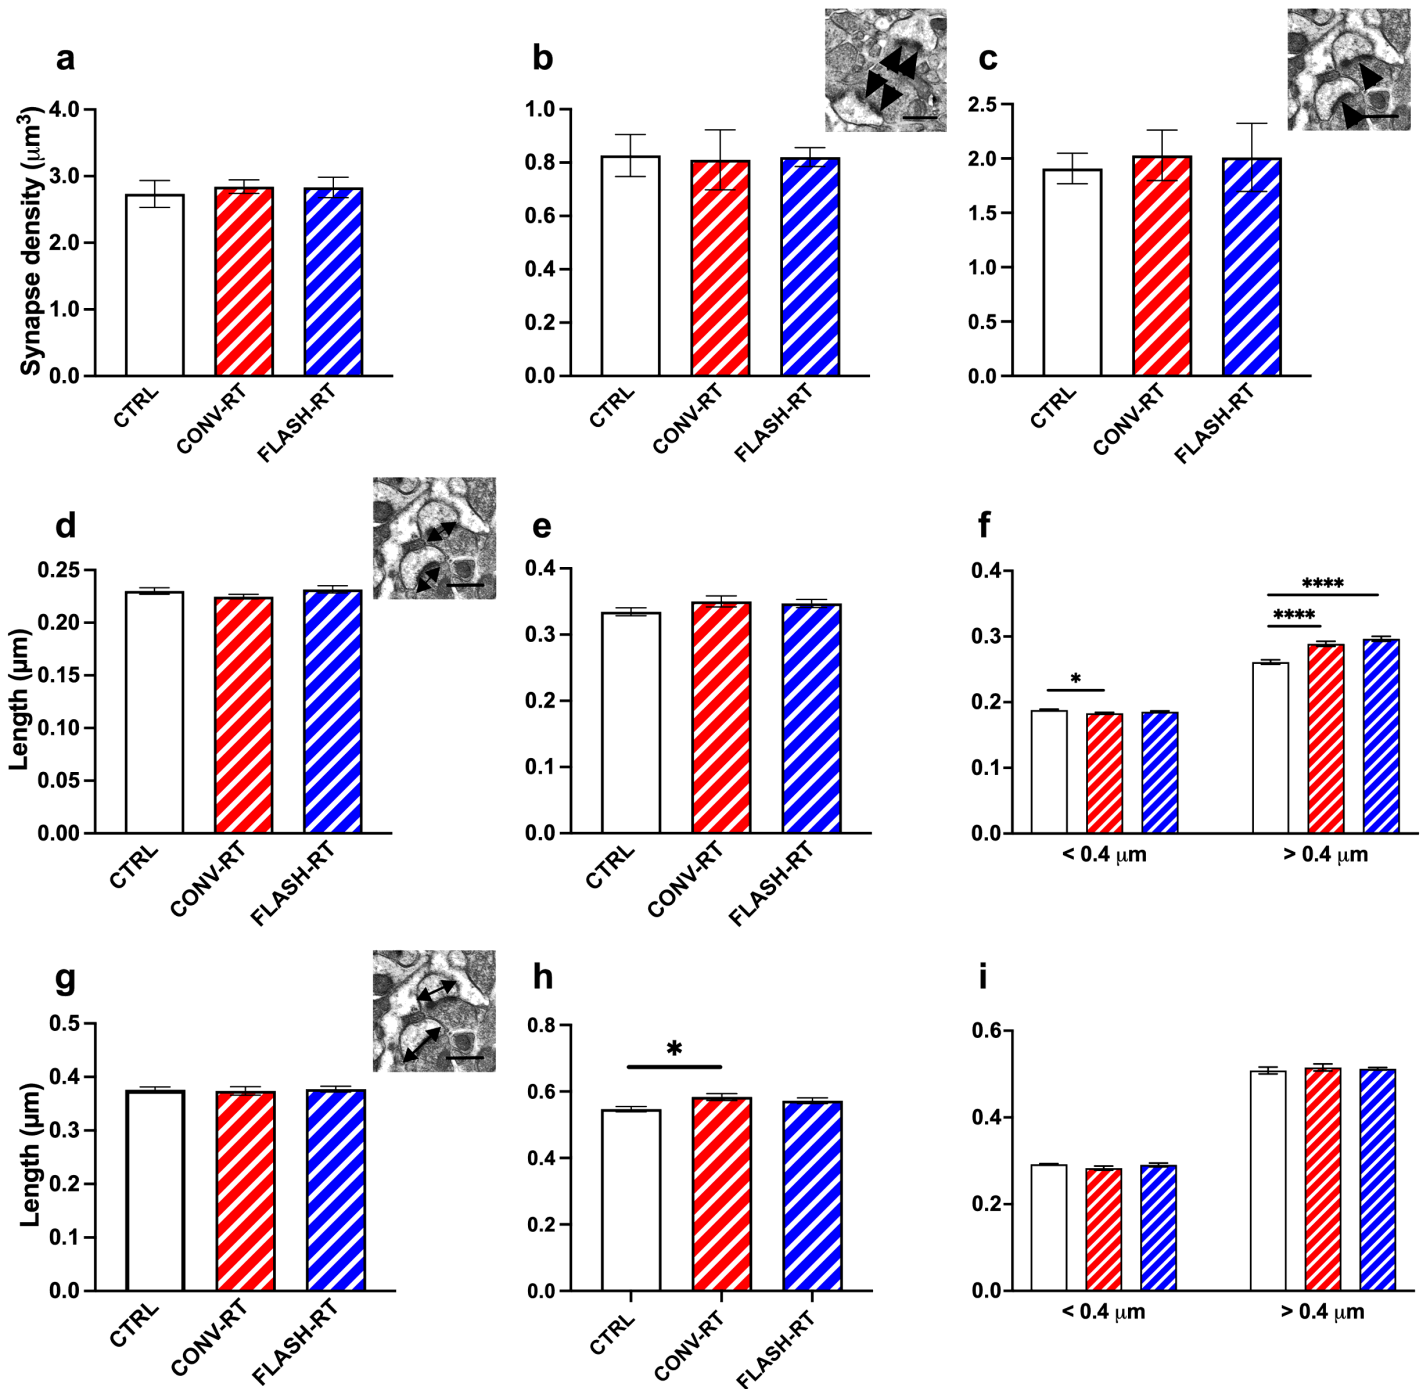 a
Synapse density (μm³)
4.0
3.0
2.0
1.0
0.0
CTRL
CONV-RT
FLASH-RT
b
1.0
0.8
0.6
0.4
0.2
0.0
CTRL
CONV-RT
FLASH-RT
c
2.5
2.0
1.5
1.0
0.5
0.0
CTRL
CONV-RT
FLASH-RT
d
Length (μm)
0.25
0.20
0.15
0.10
0.05
0.00
CTRL
CONV-RT
FLASH-RT
e
0.4
0.3
0.2
0.1
0.0
CTRL
CONV-RT
FLASH-RT
f
0.4
0.3
0.2
0.1
0.0
*
****
****
< 0.4 μm
> 0.4 μm
g
Length (μm)
0.5
0.4
0.3
0.2
0.1
0.0
CTRL
CONV-RT
FLASH-RT
h
0.8
0.6
0.4
0.2
0.0
*
CTRL
CONV-RT
FLASH-RT
i
0.6
0.4
0.2
0.0
< 0.4 μm
> 0.4 μm